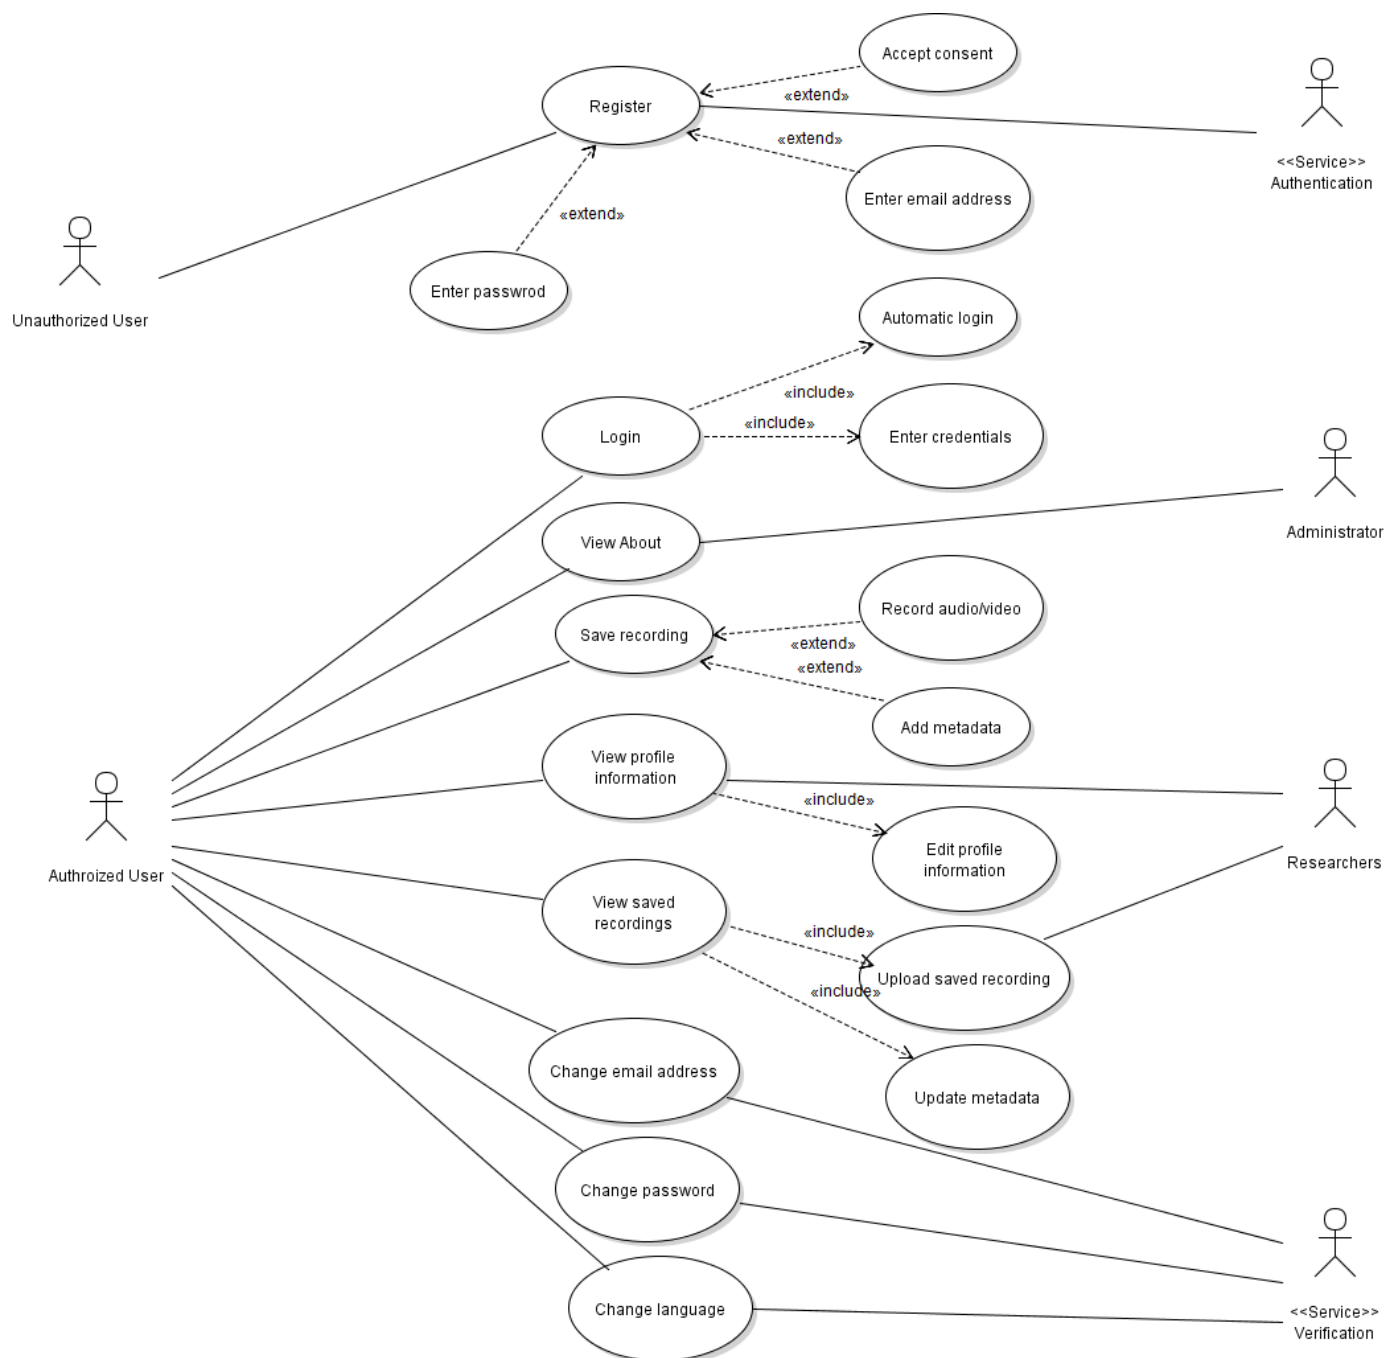 Accept consent
«extend»
Register
«extend»
<<Service>>
Authentication
Enter email address
«extend»
Unauthorized User
Enter passwrod
Automatic login
«include»
Login
«include»
Enter credentials
View About
Administrator
Save recording
Record audio/video
«extend»
«extend»
Add metadata
View profile
information
«include»
Edit profile
information
Researchers
Authroized User
View saved
recordings
«include»
Upload saved recording
«include»
Change email address
Update metadata
Change password
Change language
<<Service>>
Verification